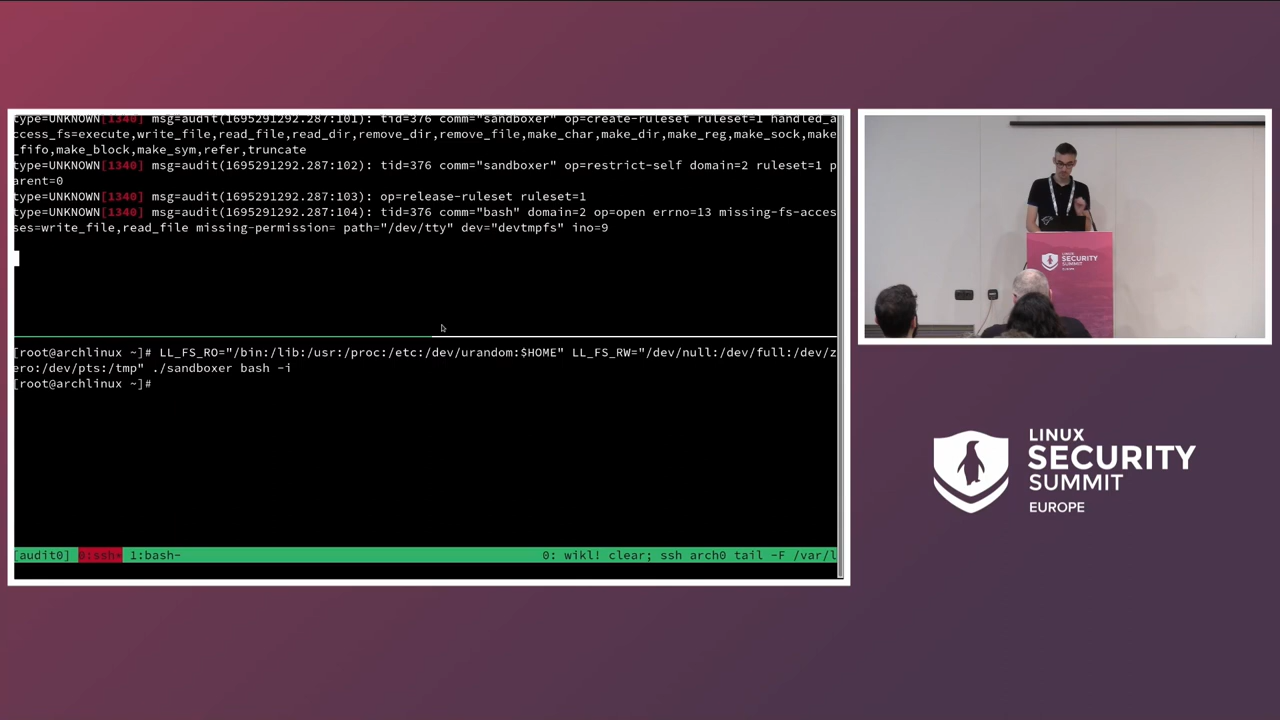 type=UNKNOWN[1340] msg=audit(1695291292.287:101): tid=376 comm="sandboxer" op=create-ruleset ruleset=1 handled_a
ccess_fs=execute,write_file,read_file,read_dir,remove_dir,remove_file,make_char,make_dir,make_reg,make_sock,make
_fifo,make_block,make_sym,refer,truncate
type=UNKNOWN[1340] msg=audit(1695291292.287:102): tid=376 comm="sandboxer" op=restrict-self domain=2 ruleset=1 p
arent=0
type=UNKNOWN[1340] msg=audit(1695291292.287:103): op=release-ruleset ruleset=1
type=UNKNOWN[1340] msg=audit(1695291292.287:104): tid=376 comm="bash" domain=2 op=open errno=13 missing-fs-acces
ses=write_file,read_file missing-permission= path="/dev/tty" dev="devtmpfs" ino=9
[root@archlinux ~]# LL_FS_RO="/bin:/lib:/usr:/proc:/etc:/dev/urandom:$HOME" LL_FS_RW="/dev/null:/dev/full:/dev/z
ero:/dev/pts:/tmp" ./sandboxer bash -i
[root@archlinux ~]#
[audit0] 0:ssh* 1:bash- 0: wikl! clear; ssh arch0 tail -F /var/l
LINUX
SECURITY
SUMMIT
EUROPE
LINUX
SECURITY
SUMMIT
EUROPE